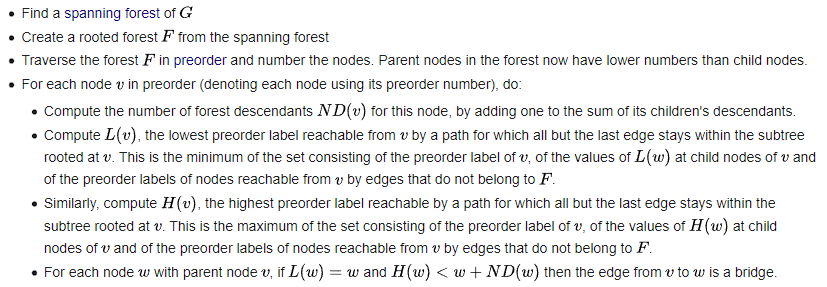 • Find a spanning forest of G
• Create a rooted forest F from the spanning forest
• Traverse the forest F in preorder and number the nodes. Parent nodes in the forest now have lower numbers than child nodes.
• For each node v in preorder (denoting each node using its preorder number), do:
• Compute the number of forest descendants ND(v) for this node, by adding one to the sum of its children's descendants.
• Compute L(v), the lowest preorder label reachable from v by a path for which all but the last edge stays within the subtree
rooted at v. This is the minimum of the set consisting of the preorder label of v, of the values of L(w) at child nodes of v and
of the preorder labels of nodes reachable from v by edges that do not belong to F.
• Similarly, compute H(v), the highest preorder label reachable by a path for which all but the last edge stays within the
subtree rooted at v. This is the maximum of the set consisting of the preorder label of v, of the values of H(w) at child
nodes of v and of the preorder labels of nodes reachable from v by edges that do not belong to F.
• For each node w with parent node v, if L(w) = w and H(w) < w + ND(w) then the edge from v to w is a bridge.